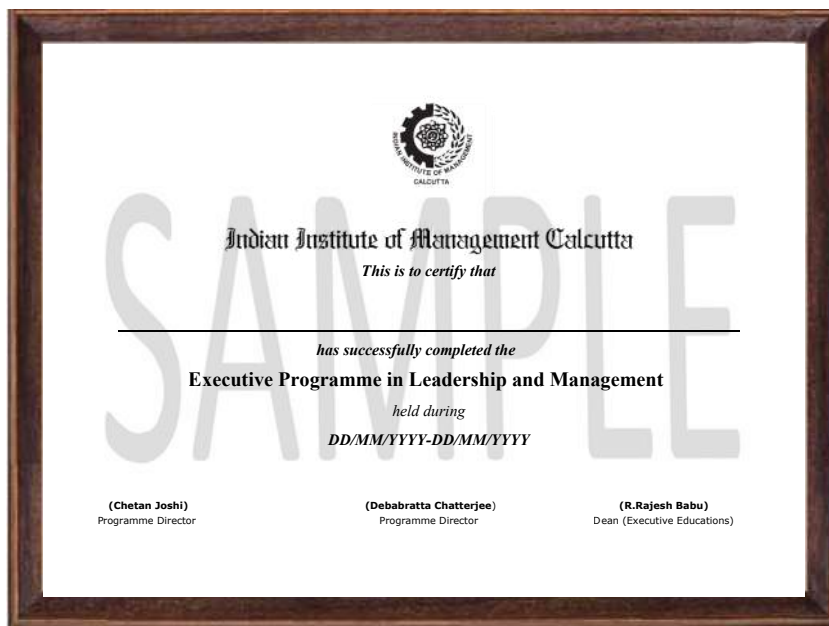 INDIAN INSTITUTE OF MANAGEMENT
CALCUTTA
SAMPLE
Indian Institute of Management Calcutta
This is to certify that
has successfully completed the
Executive Programme in Leadership and Management
held during
DD/MM/YYYY-DD/MM/YYYY
(Chetan Joshi) (Debabratta Chatterjee) (R.Rajesh Babu)
Programme Director Programme Director Dean (Executive Educations)